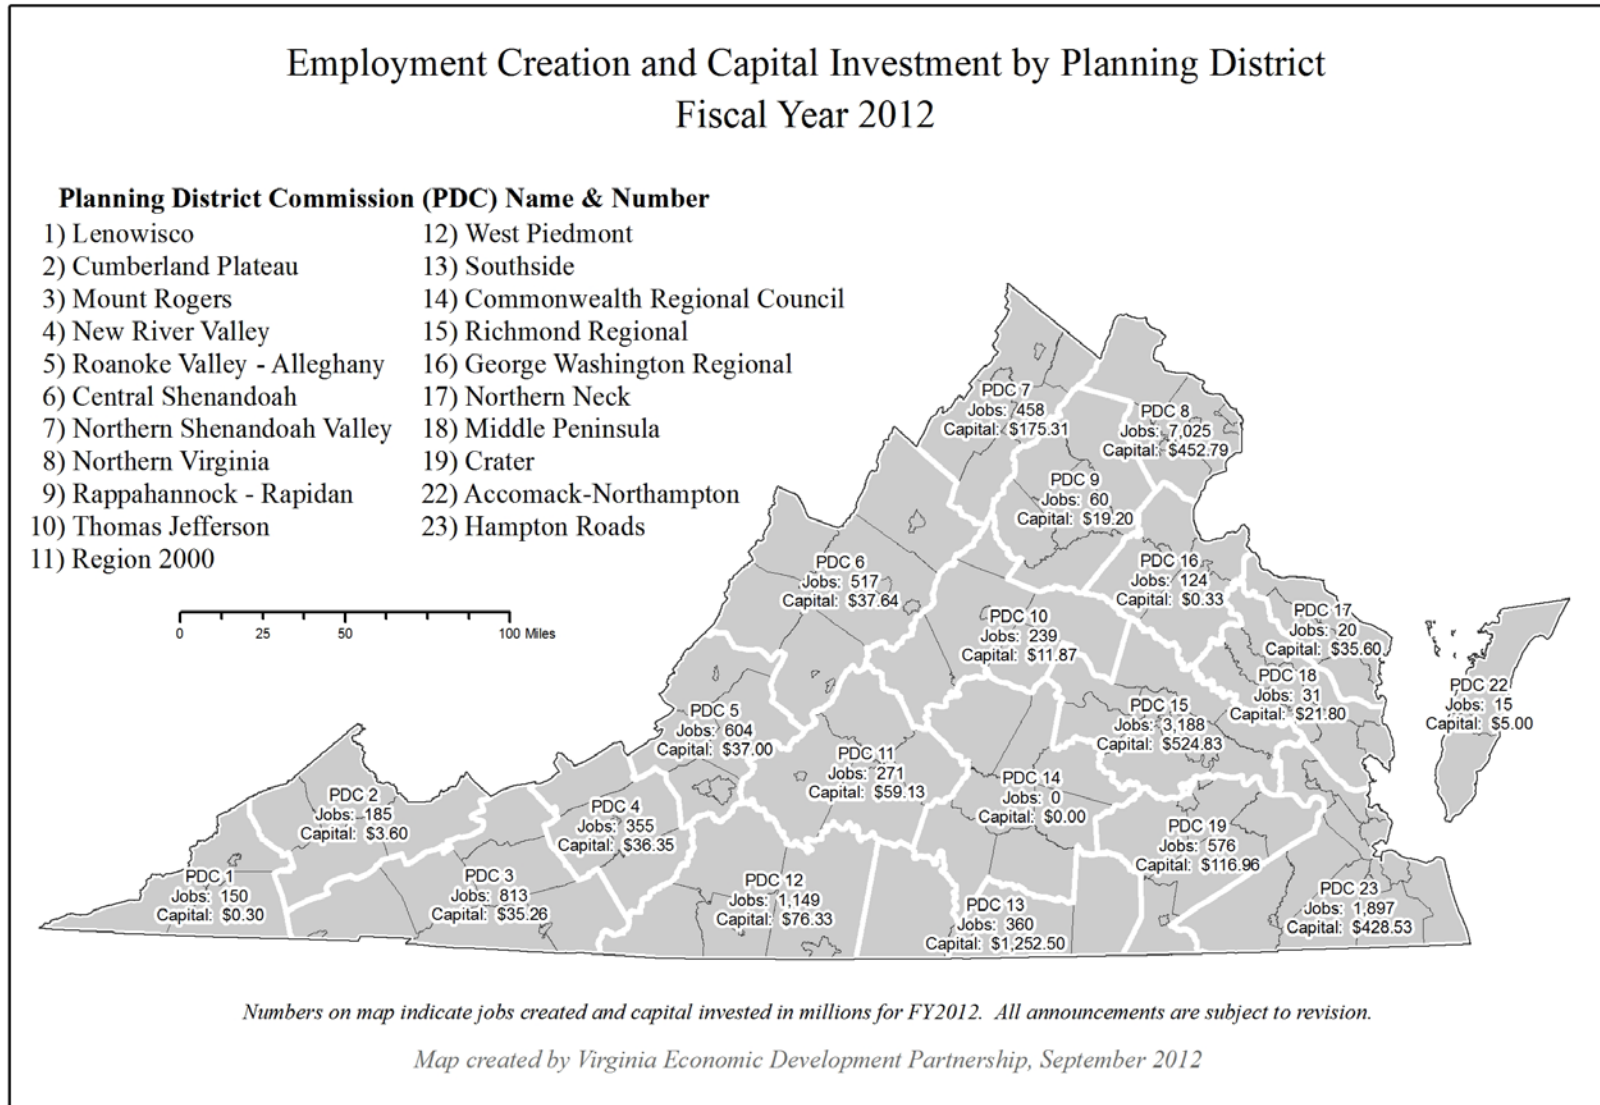 Employment Creation and Capital Investment by Planning District
Fiscal Year 2012
Planning District Commission (PDC) Name & Number
1) Lenowisco
2) Cumberland Plateau
3) Mount Rogers
4) New River Valley
5) Roanoke Valley - Alleghany
6) Central Shenandoah
7) Northern Shenandoah Valley
8) Northern Virginia
9) Rappahannock - Rapidan
10) Thomas Jefferson
11) Region 2000
12) West Piedmont
13) Southside
14) Commonwealth Regional Council
15) Richmond Regional
16) George Washington Regional
17) Northern Neck
18) Middle Peninsula
19) Crater
22) Accomack-Northampton
23) Hampton Roads
0 25 50 100 Miles
PDC 7
Jobs: 458
Capital: $175.31
PDC 8
Jobs: 7,025
Capital: $452.79
PDC 9
Jobs: 60
Capital: $19.20
PDC 6
Jobs: 517
Capital: $37.64
PDC 16
Jobs: 124
Capital: $0.33
PDC 10
Jobs: 239
Capital: $11.87
PDC 17
Jobs: 20
Capital: $35.60
PDC 18
Jobs: 31
Capital: $21.80
PDC 22
Jobs: 15
Capital: $5.00
PDC 5
Jobs: 604
Capital: $37.00
PDC 15
Jobs: 3,188
Capital: $524.83
PDC 11
Jobs: 271
Capital: $59.13
PDC 14
Jobs: 0
Capital: $0.00
PDC 2
Jobs: 185
Capital: $3.60
PDC 4
Jobs: 355
Capital: $36.35
PDC 19
Jobs: 576
Capital: $116.96
PDC 1
Jobs: 150
Capital: $0.30
PDC 3
Jobs: 813
Capital: $35.26
PDC 12
Jobs: 1,149
Capital: $76.33
PDC 13
Jobs: 360
Capital: $1,252.50
PDC 23
Jobs: 1,897
Capital: $428.53
Numbers on map indicate jobs created and capital invested in millions for FY2012. All announcements are subject to revision.
Map created by Virginia Economic Development Partnership, September 2012